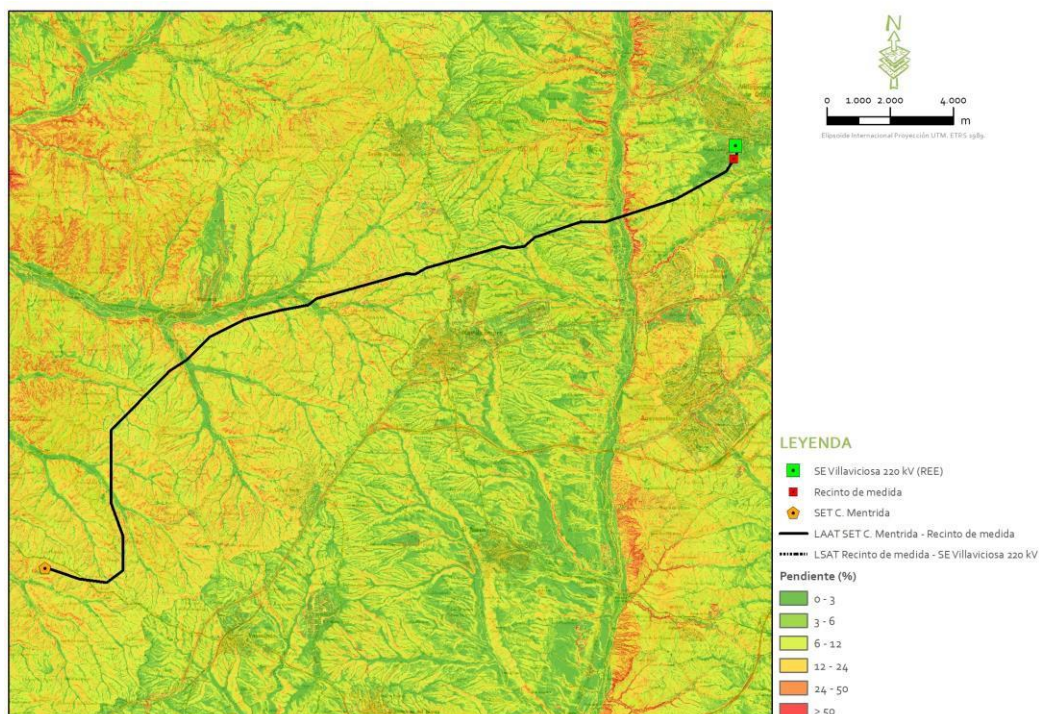 N
0 1.000 2.000 4.000
m
Elipsoide Internacional Proyección UTM. ETRS 1989.
LEYENDA
SE Villaviciosa 220 kV (REE)
Recinto de medida
SET C. Mentrida
LAAT SET C. Mentrida - Recinto de medida
LSAT Recinto de medida - SE Villaviciosa 220 kV
Pendiente (%)
0 - 3
3 - 6
6 - 12
12 - 24
24 - 50
> 50